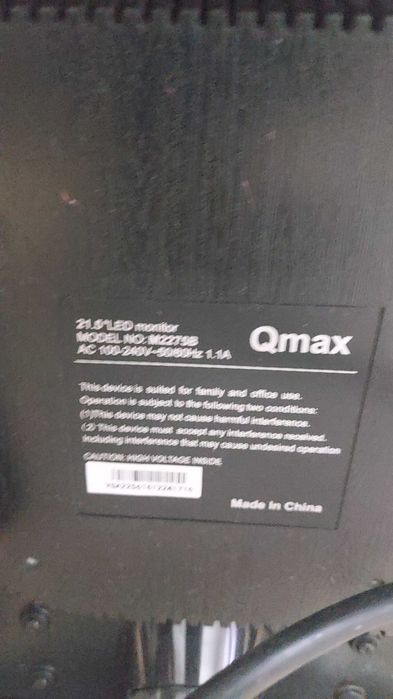 21.5"LED monitor
MODEL NO: M2279B
AC 100-240V~50/60Hz 1.1A
Qmax
This device is suited for family and office use.
Operation is subject to the following two conditions:
(1)This device may not cause harmful interference.
(2) This device must accept any interference received.
including interference that may cause undesired operation
CAUTION: HIGH VOLTAGE INSIDE
Made in China